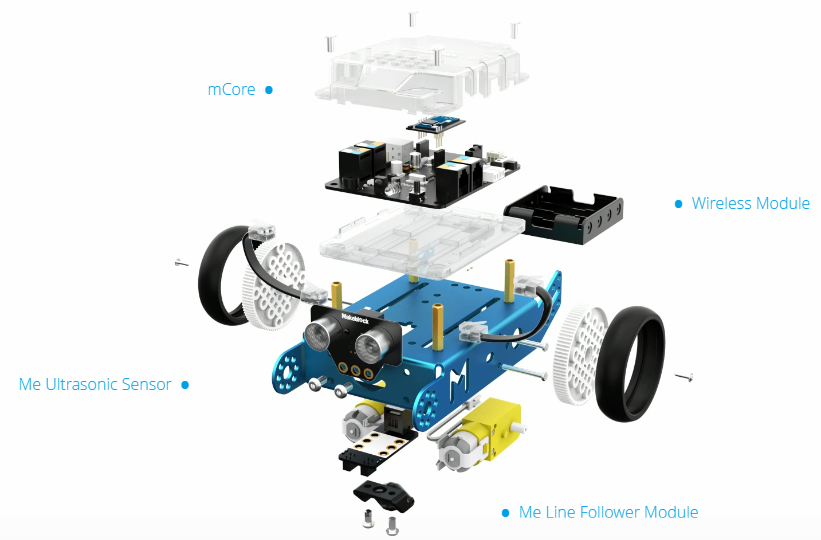 mCore
Wireless Module
Makeblock
Me Ultrasonic Sensor
M
Me Line Follower Module